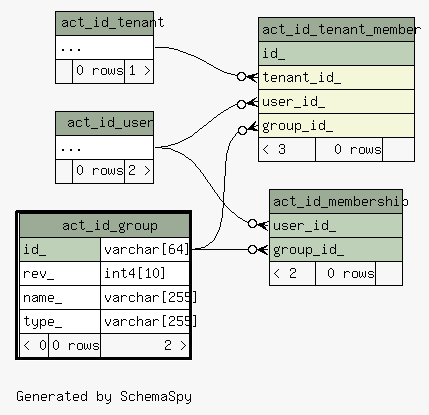 act_id_tenant
...
0 rows 1 >
act_id_tenant_member
id_
tenant_id_
user_id_
group_id_
< 3 0 rows
act_id_user
...
0 rows 2 >
act_id_membership
user_id_
group_id_
< 2 0 rows
act_id_group
id_ varchar[64]
rev_ int4[10]
name_ varchar[255]
type_ varchar[255]
< 0 0 rows 2 >
Generated by SchemaSpy